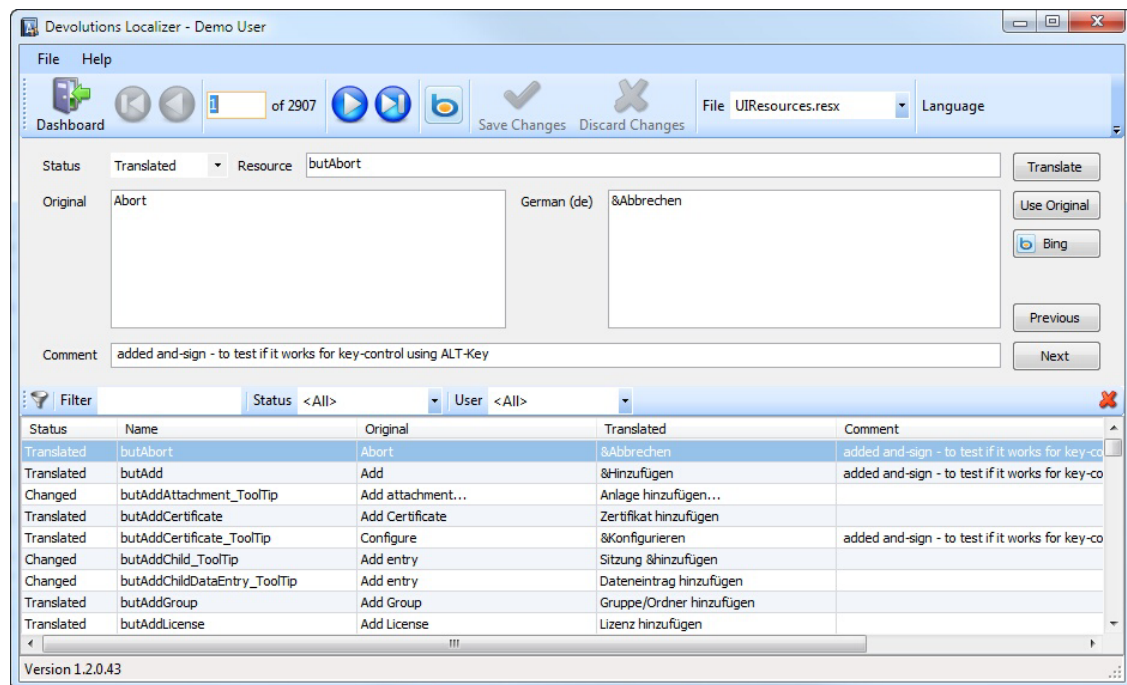 Devolutions Localizer - Demo User
File Help
Dashboard 1 of 2907 Save Changes Discard Changes File UIResources.resx Language
Status Translated Resource butAbort Translate
Original Abort German (de) &Abbrechen Use Original
Bing
Previous
Comment added and-sign - to test if it works for key-control using ALT-Key Next
Filter Status <All> User <All>
Status Name Original Translated Comment
Translated butAbort Abort &Abbrechen added and-sign - to test if it works for key-co
Translated butAdd Add &Hinzufügen added and-sign - to test if it works for key-co
Changed butAddAttachment_ToolTip Add attachment... Anlage hinzufügen...
Translated butAddCertificate Add Certificate Zertifikat hinzufügen
Translated butAddCertificate_ToolTip Configure &Konfigurieren added and-sign - to test if it works for key-co
Changed butAddChild_ToolTip Add entry Sitzung &hinzufügen
Changed butAddChildDataEntry_ToolTip Add entry Dateneintrag hinzufügen
Translated butAddGroup Add Group Gruppe/Ordner hinzufügen
Translated butAddLicense Add License Lizenz hinzufügen
Version 1.2.0.43